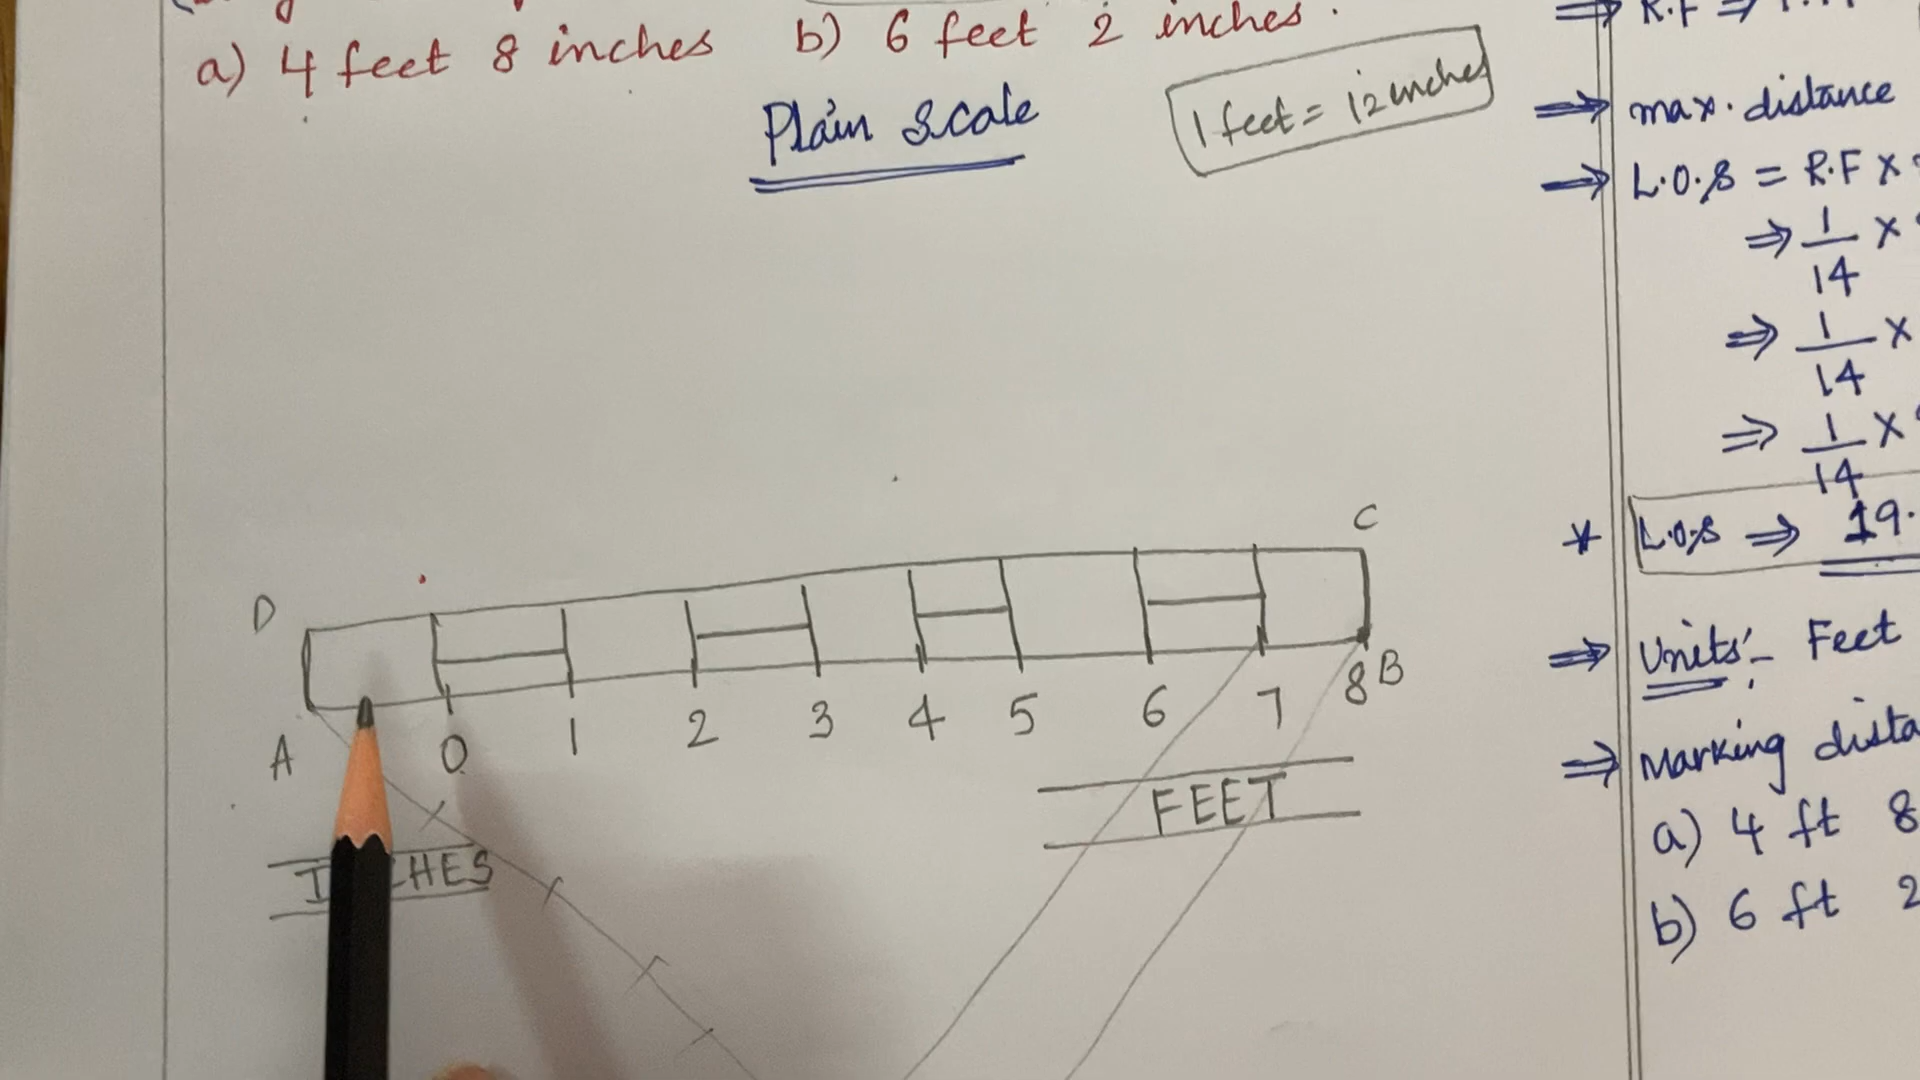 a) 4 feet 8 inches b) 6 feet 2 inches.
Plain Scale
1 feet = 12 inches
D
C
A
0 1 2 3 4 5 6 7 8 B
FEET
CHES
⇒ R.F ⇒
⇒ max. distance
⇒ L.O.S = R.F X
⇒ 1/14 X
⇒ 1/14 X
⇒ 1/14 X
* L.O.S ⇒ 19.
⇒ Units:- Feet
⇒ Marking dista
a) 4 ft 8
b) 6 ft 2